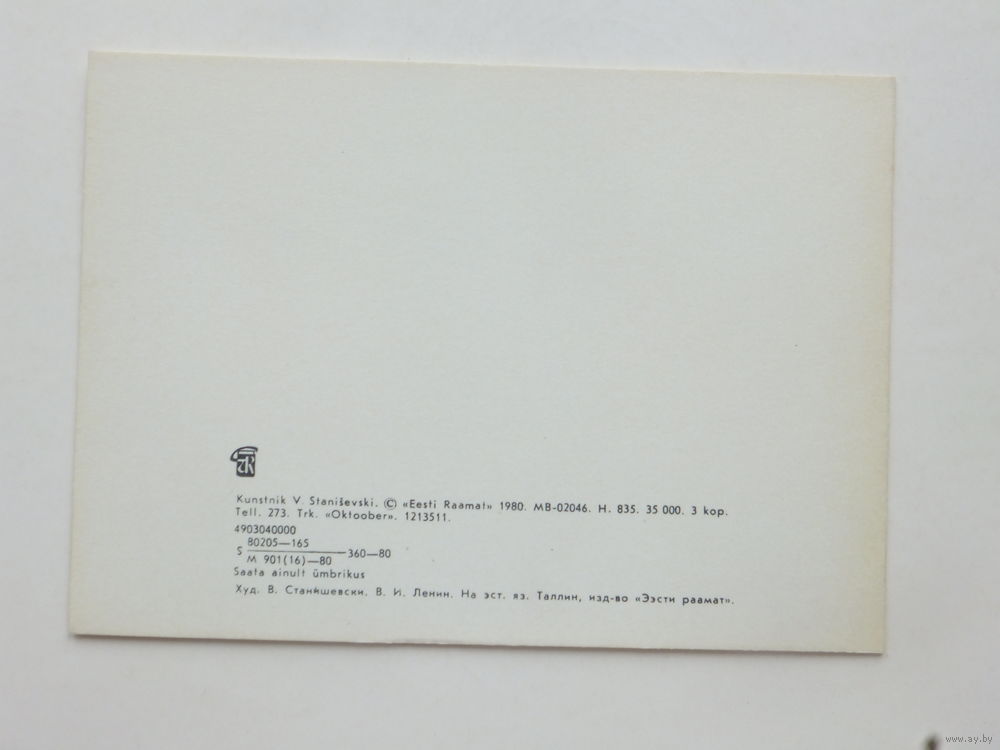 Kunstnik V. Staniševski. © «Eesti Raamat» 1980. MB-02046. H. 835. 35 000. 3 kop.
Tell. 273. Trk. «Oktoober». 1213511.
4903040000
S 80205—165
M 901(16)—80 —360—80
Saata ainult ümbrikus
Худ. В. Станишевски. В. И. Ленин. На эст. яз. Таллин, изд-во «Ээсти раамат».
www.ay.by